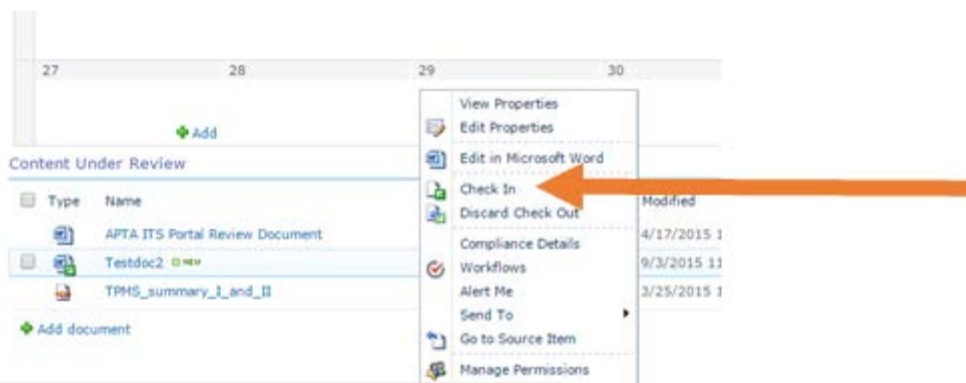 27 28 29 30
Add
Content Under Review
Type Name Modified
APTA ITS Portal Review Document 4/17/2015 1
Testdoc2 NEW 9/3/2015 11
TPMS_summary_I_and_II 3/25/2015 1
Add document
View Properties
Edit Properties
Edit in Microsoft Word
Check In
Discard Check Out
Compliance Details
Workflows
Alert Me
Send To
Go to Source Item
Manage Permissions